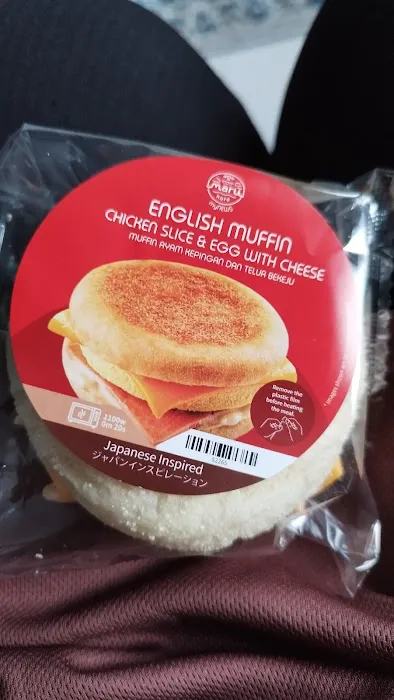 maru
myNEWS
ENGLISH MUFFIN
CHICKEN SLICE & EGG WITH CHEESE
MUFFIN AYAM KEPINGAN DAN TELUR BEKEJU
Remove the
plastic film
before heating
the meal.
1100w
0m 20s
Japanese Inspired
ジャパンインスピレーション